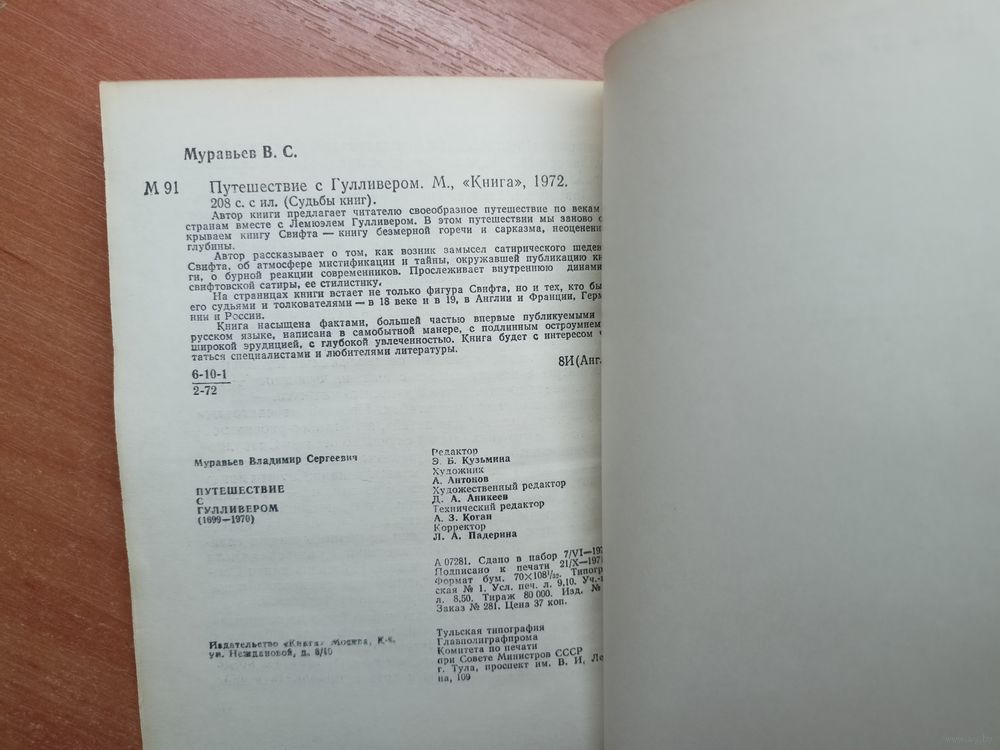 Муравьев В. С.
М 91 Путешествие с Гулливером. М., «Книга», 1972.
208 с. с ил. (Судьбы книг).
Автор книги предлагает читателю своеобразное путешествие по векам
странам вместе с Лемюэлем Гулливером. В этом путешествии мы заново о
крываем книгу Свифта — книгу безмерной горечи и сарказма, неоценен
глубины.
Автор рассказывает о том, как возник замысел сатирического шедев
Свифта, об атмосфере мистификации и тайны, окружавшей публикацию кн
ги, о бурной реакции современников. Прослеживает внутреннюю динами
свифтовской сатиры, ее стилистику.
На страницах книги встает не только фигура Свифта, но и тех, кто бы
его судьями и толкователями — в 18 веке и в 19, в Англии и Франции, Герм
нии и России.
Книга насыщена фактами, большей частью впервые публикуемыми
русском языке, написана в самобытной манере, с подлинным остроумием
широкой эрудицией, с глубокой увлеченностью. Книга будет с интересом ч
таться специалистами и любителями литературы.
6-10-1
2-72
8И(Анг.
Муравьев Владимир Сергеевич
ПУТЕШЕСТВИЕ
С
ГУЛЛИВЕРОМ
(1699—1970)
Редактор
Э. Б. Кузьмина
Художник
А. Антонов
Художественный редактор
Д. А. Аникеев
Технический редактор
А. З. Коган
Корректор
Л. А. Падерина
А 07281. Сдано в набор 7/VI—197
Подписано к печати 21/X—197
Формат бум. 70×108¹/₃₂. Типогр
ская № 1. Усл. печ. л. 9,10. Уч.-
л. 8,50. Тираж 80 000. Изд. №
Заказ № 281. Цена 37 коп.
Издательство «Книга» Москва, К-9,
ул. Неждановой, д. 8/10
Тульская типография
Главполиграфпрома
Комитета по печати
при Совете Министров СССР
г. Тула, проспект им. В. И, Ле
на, 109